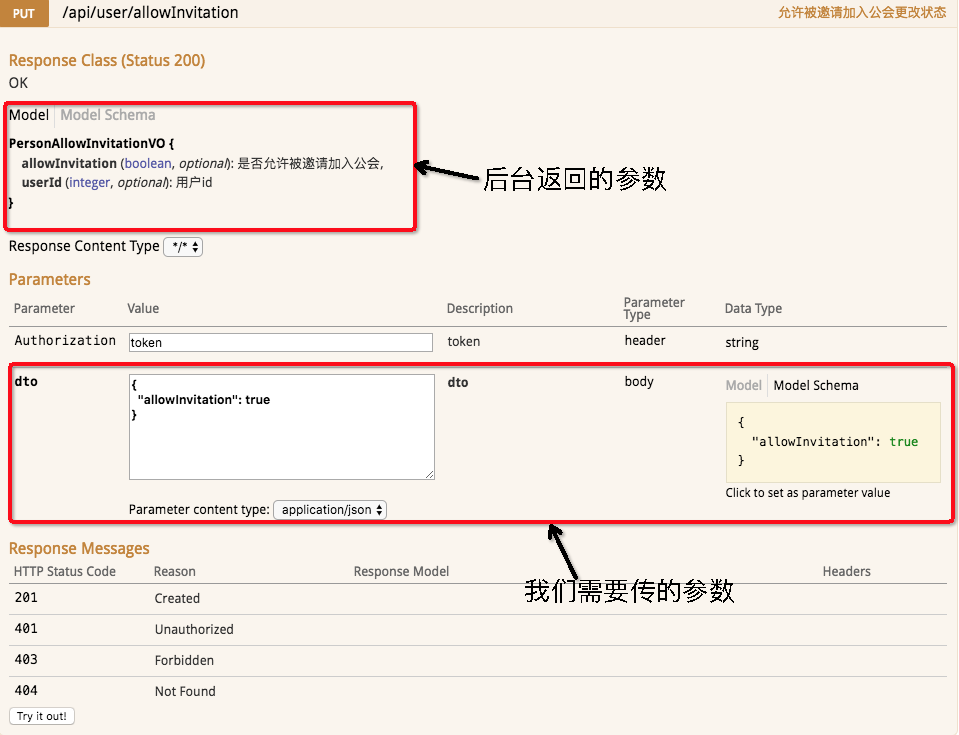 PUT /api/user/allowInvitation 允许被邀请加入公会更改状态
Response Class (Status 200)
OK
Model Model Schema
PersonAllowInvitationVO {
allowInvitation (boolean, optional): 是否允许被邀请加入公会,
userId (integer, optional): 用户id
}
后台返回的参数
Response Content Type */*
Parameters
Parameter Value Description Parameter Type Data Type
Authorization token token header string
dto
{
"allowInvitation": true
}
dto body
Model Model Schema
{
"allowInvitation": true
}
Click to set as parameter value
Parameter content type: application/json
我们需要传的参数
Response Messages
HTTP Status Code Reason Response Model Headers
201 Created
401 Unauthorized
403 Forbidden
404 Not Found
Try it out!